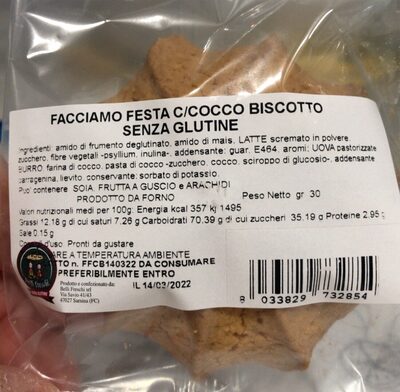 FACCIAMO FESTA C/COCCO BISCOTTO
SENZA GLUTINE
Ingredienti: amido di frumento deglutinato, amido di mais, LATTE scremato in polvere
zucchero, fibre vegetali -psyllium, inulina-, addensante: guar, E464, aromi; UOVA pastorizzate
BURRO, farina di cocco, pasta di cocco -zucchero, cocco, sciroppo di glucosio-, addensante
carragenina, lievito, conservante: sorbato di potassio.
Puo' contenere SOIA, FRUTTA A GUSCIO e ARACHIDI
PRODOTTO DA FORNO Peso Netto gr 30
Valori nutrizionali medi per 100g: Energia kcal 357 kj 1495
Grassi 12.18 g di cui saturi 7.26 g Carboidrati 70.39 g di cui zuccheri 35.19 g Proteine 2.95 g
Sale 0.15 g
d'uso: Pronti da gustare
A TEMPERATURA AMBIENTE
n. FFCB140322 DA CONSUMARE
PREFERIBILMENTE ENTRO
IL 14/03/2022
Prodotto e confezionato da:
Belli Freschi srl
Via Savio 41/43
47027 Sarsina (FC)
8 033829 732854